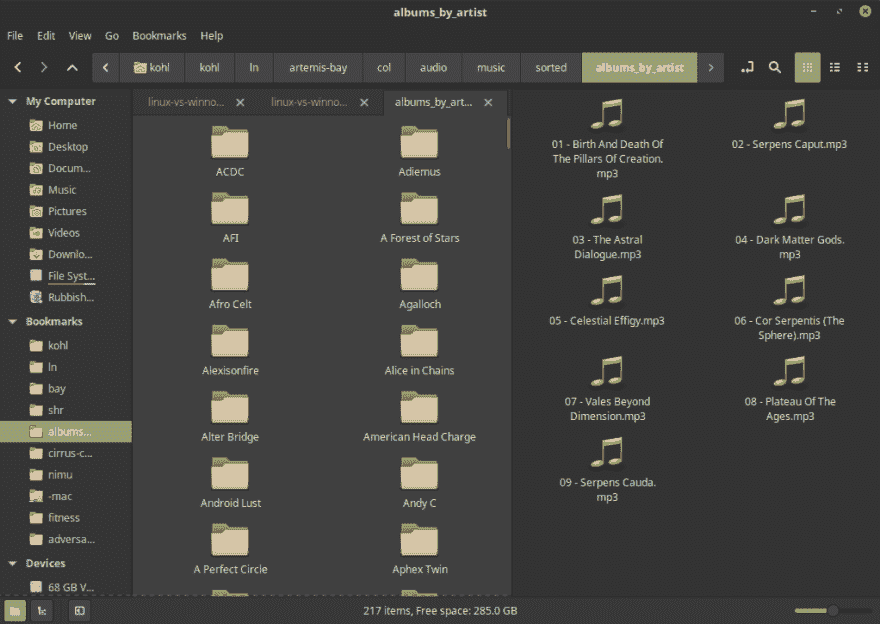 albums_by_artist
File Edit View Go Bookmarks Help
kohl kohl ln artemis-bay col audio music sorted albums_by_artist
My Computer
Home
Desktop
Docum...
Music
Pictures
Videos
Downlo...
File Syst...
Rubbish...
Bookmarks
kohl
ln
bay
shr
albums...
cirrus-c...
nimu
-mac
fitness
adversa...
Devices
68 GB V...
linux-vs-winno... linux-vs-winno... albums_by_art...
ACDC Adiemus
AFI A Forest of Stars
Afro Celt Agalloch
Alexisonfire Alice in Chains
Alter Bridge American Head Charge
Android Lust Andy C
A Perfect Circle Aphex Twin
01 - Birth And Death Of
The Pillars Of Creation.
mp3
02 - Serpens Caput.mp3
03 - The Astral
Dialogue.mp3
04 - Dark Matter Gods.
mp3
05 - Celestial Effigy.mp3
06 - Cor Serpentis (The
Sphere).mp3
07 - Vales Beyond
Dimension.mp3
08 - Plateau Of The
Ages.mp3
09 - Serpens Cauda.
mp3
217 items, Free space: 285.0 GB